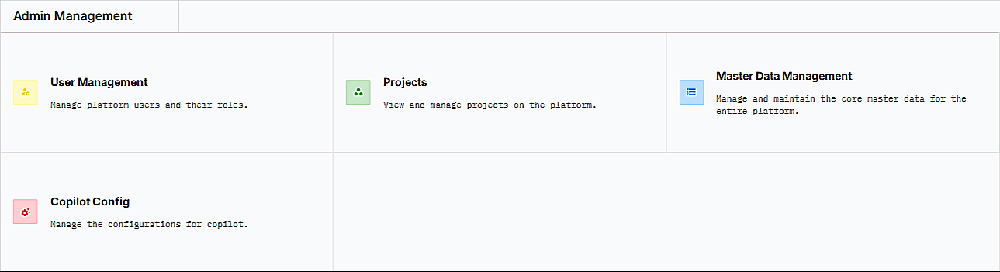 Admin Management
User Management
Manage platform users and their roles.
Projects
View and manage projects on the platform.
Master Data Management
Manage and maintain the core master data for the
entire platform.
Copilot Config
Manage the configurations for copilot.